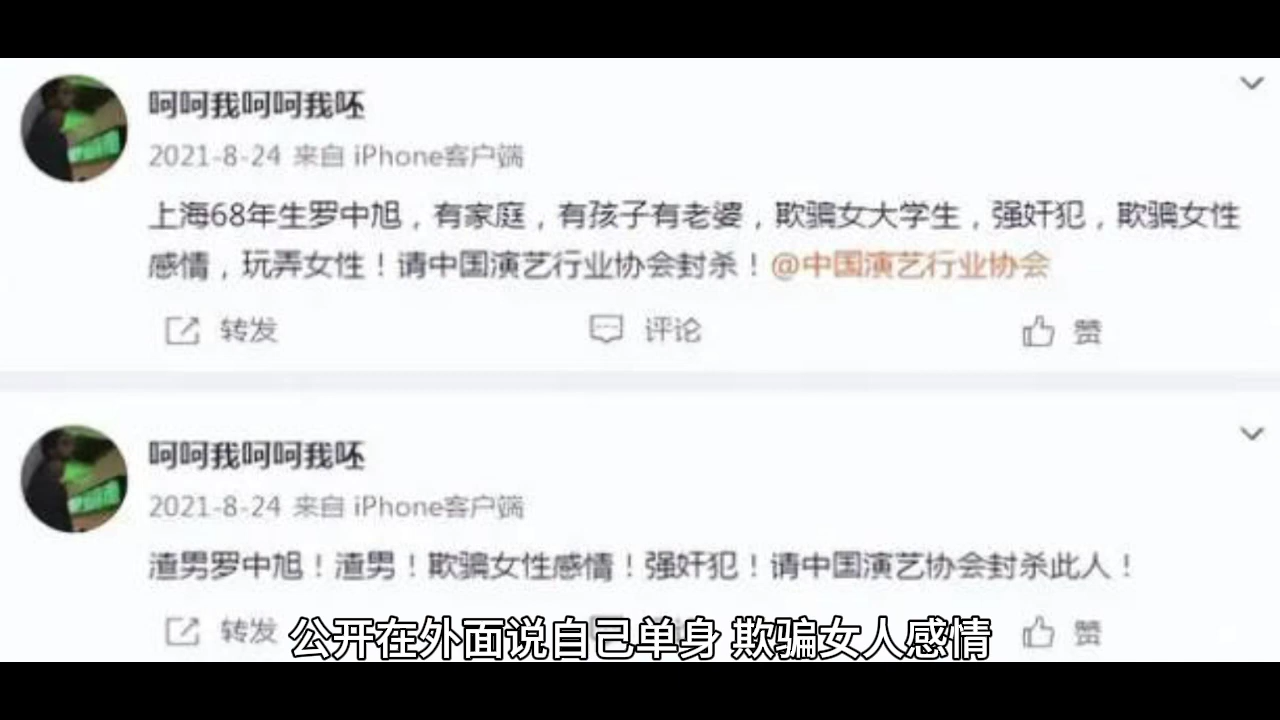 呵呵我呵呵我呸
2021-8-24 来自 iPhone客户端
上海68年生罗中旭，有家庭，有孩子有老婆，欺骗女大学生，强奸犯，欺骗女性
感情，玩弄女性！请中国演艺行业协会封杀！@中国演艺行业协会
转发 评论 赞
呵呵我呵呵我呸
2021-8-24 来自 iPhone客户端
渣男罗中旭！渣男！欺骗女性感情！强奸犯！请中国演艺协会封杀此人！
转发 赞
公开在外面说自己单身 欺骗女人感情